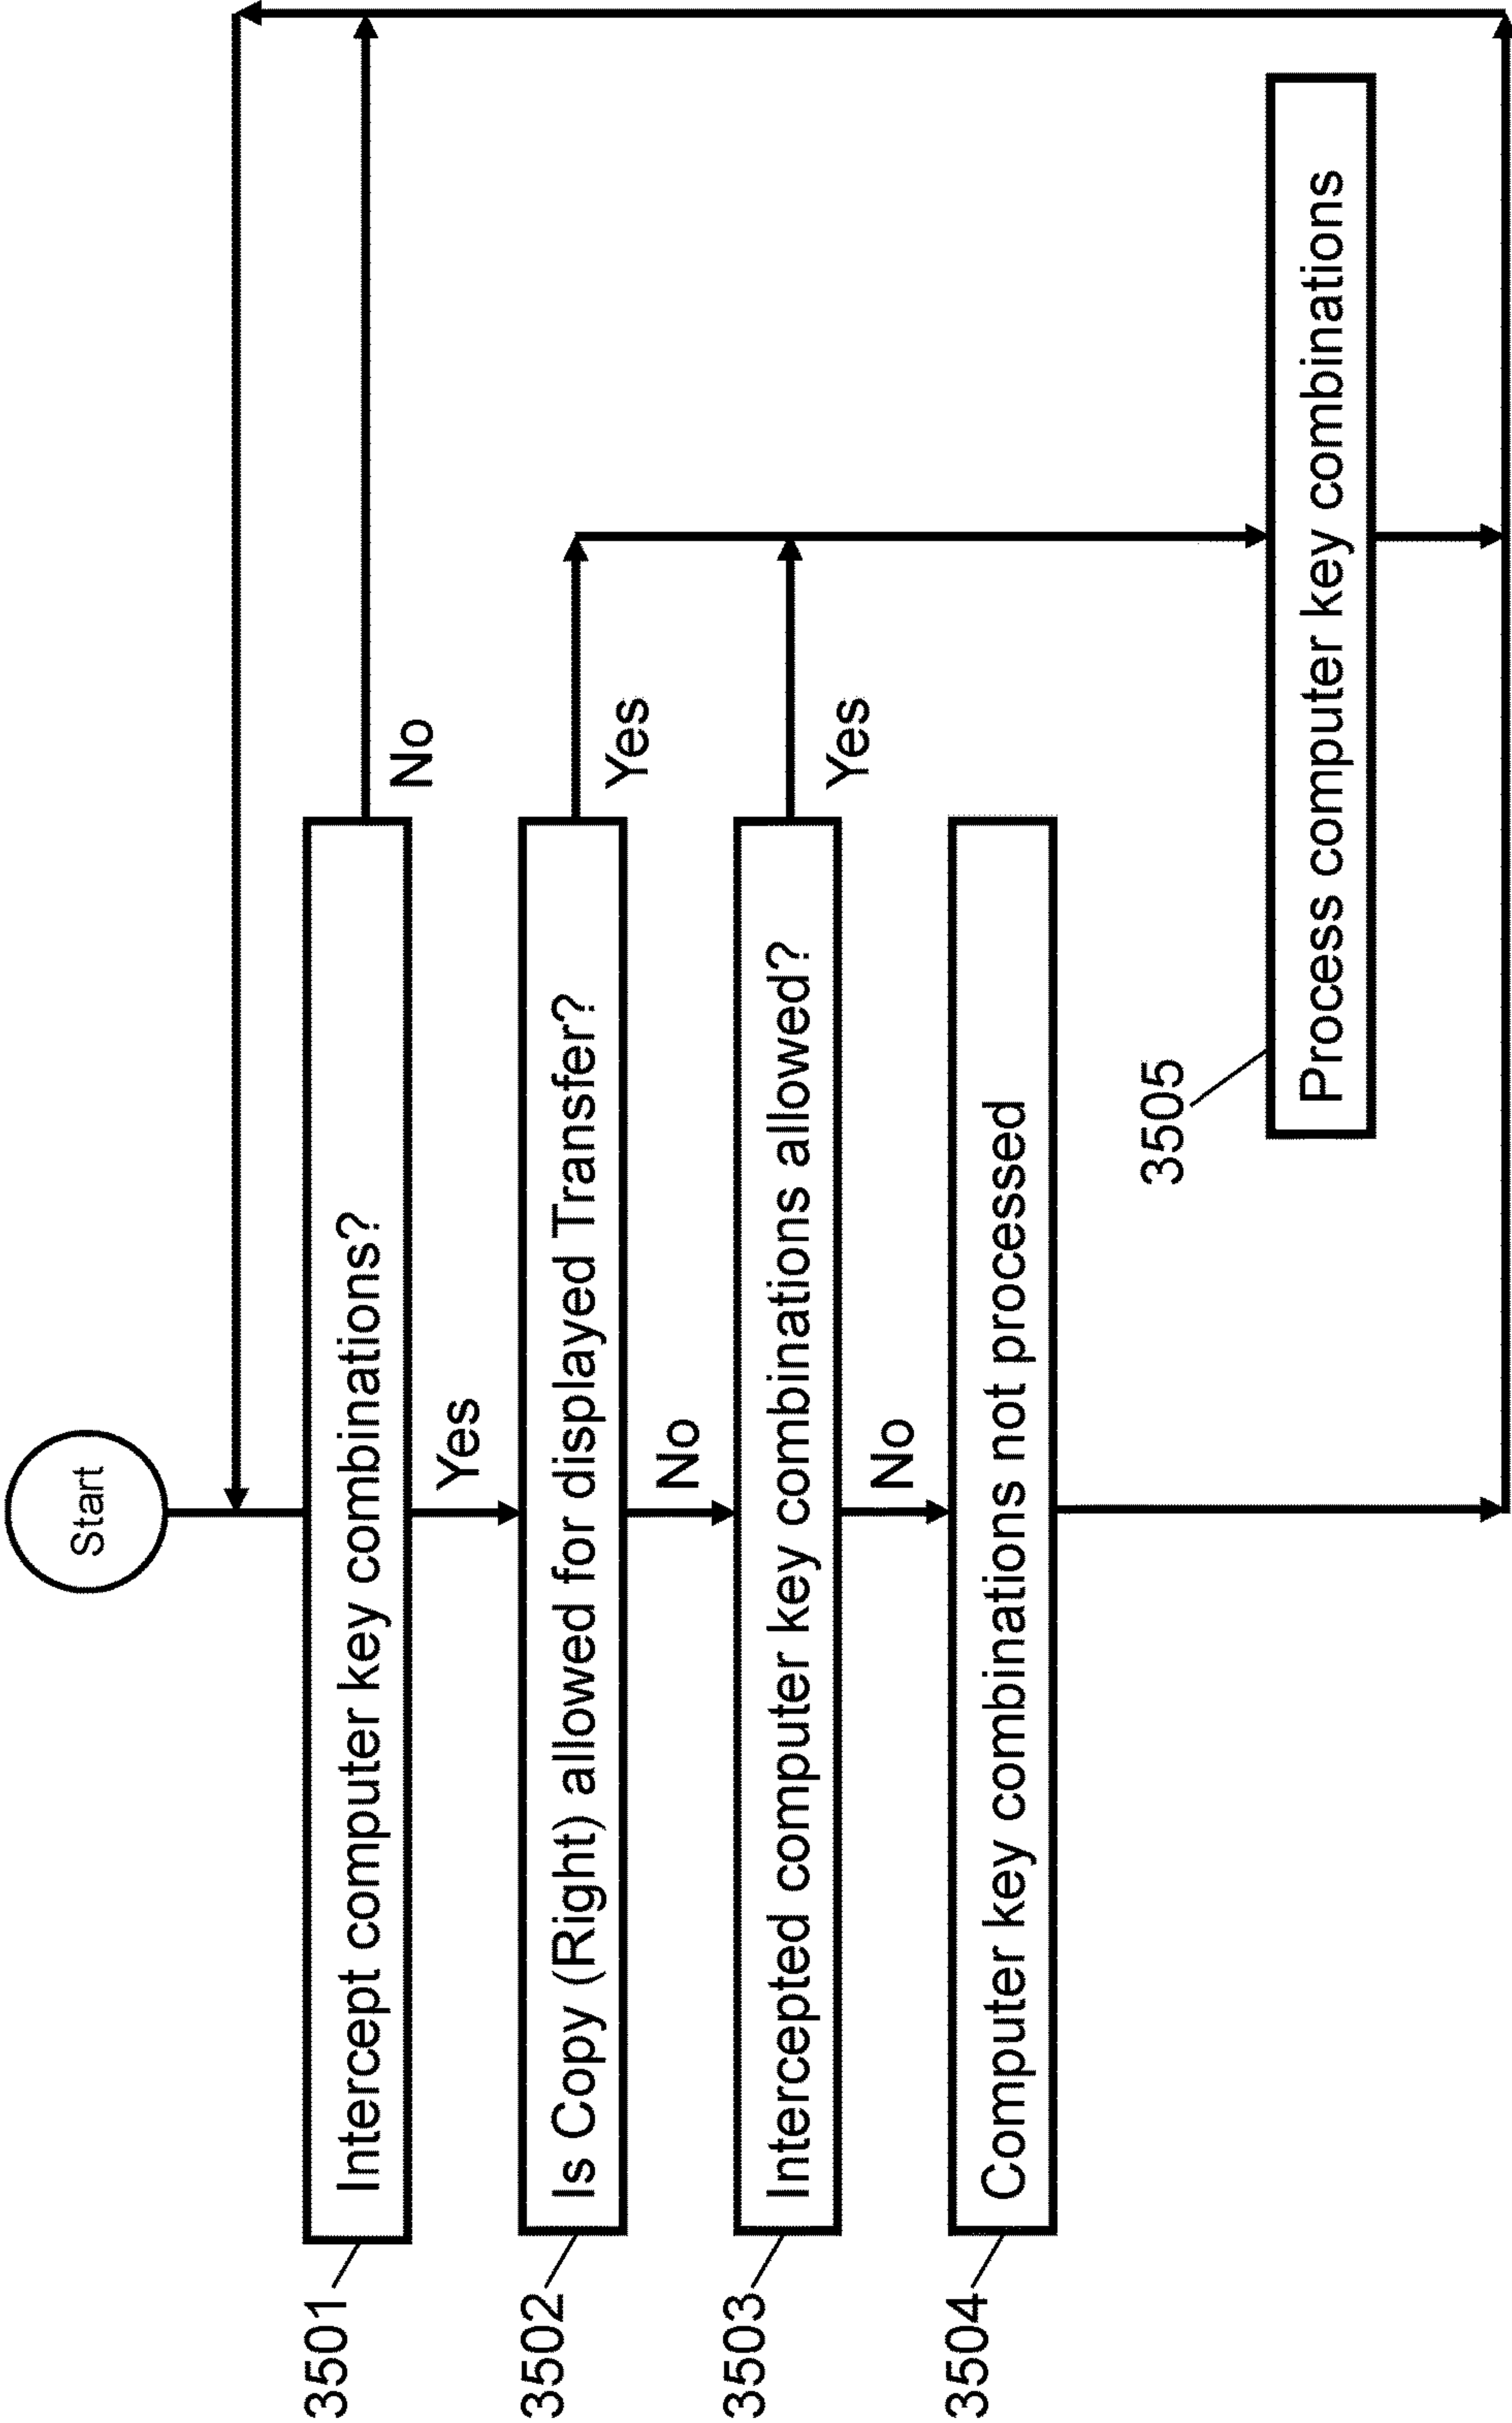 Start
3501
Intercept computer key combinations?
No
Yes
3502
Is Copy (Right) allowed for displayed Transfer?
Yes
No
3503
Intercepted computer key combinations allowed?
Yes
No
3504
Computer key combinations not processed
3505
Process computer key combinations